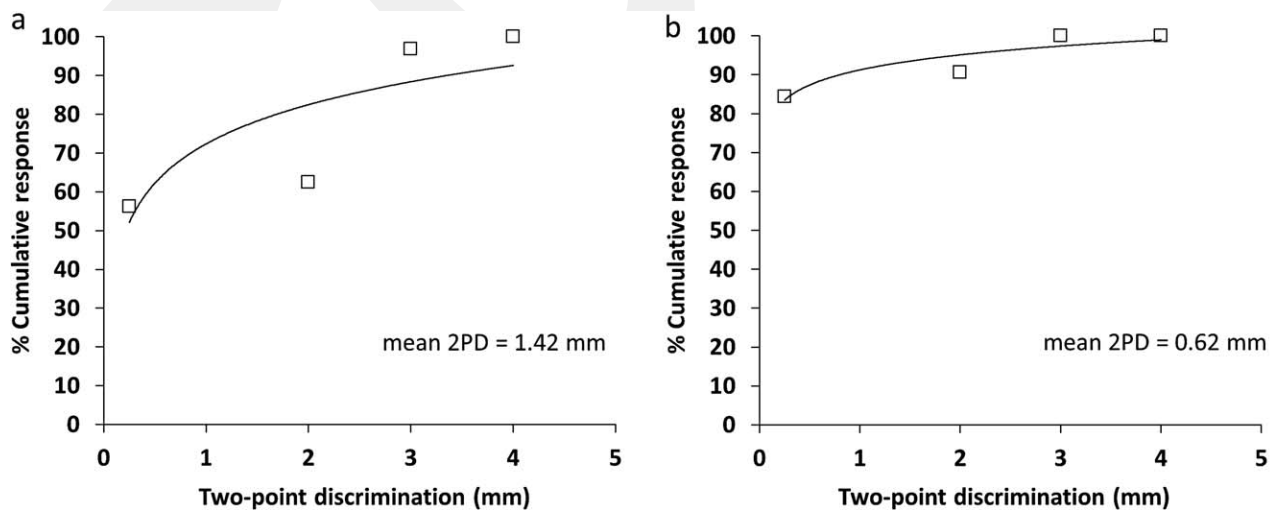 a
% Cumulative response
100
90
80
70
60
50
40
30
20
10
0
mean 2PD = 1.42 mm
0 1 2 3 4 5
Two-point discrimination (mm)
b
% Cumulative response
100
90
80
70
60
50
40
30
20
10
0
mean 2PD = 0.62 mm
0 1 2 3 4 5
Two-point discrimination (mm)